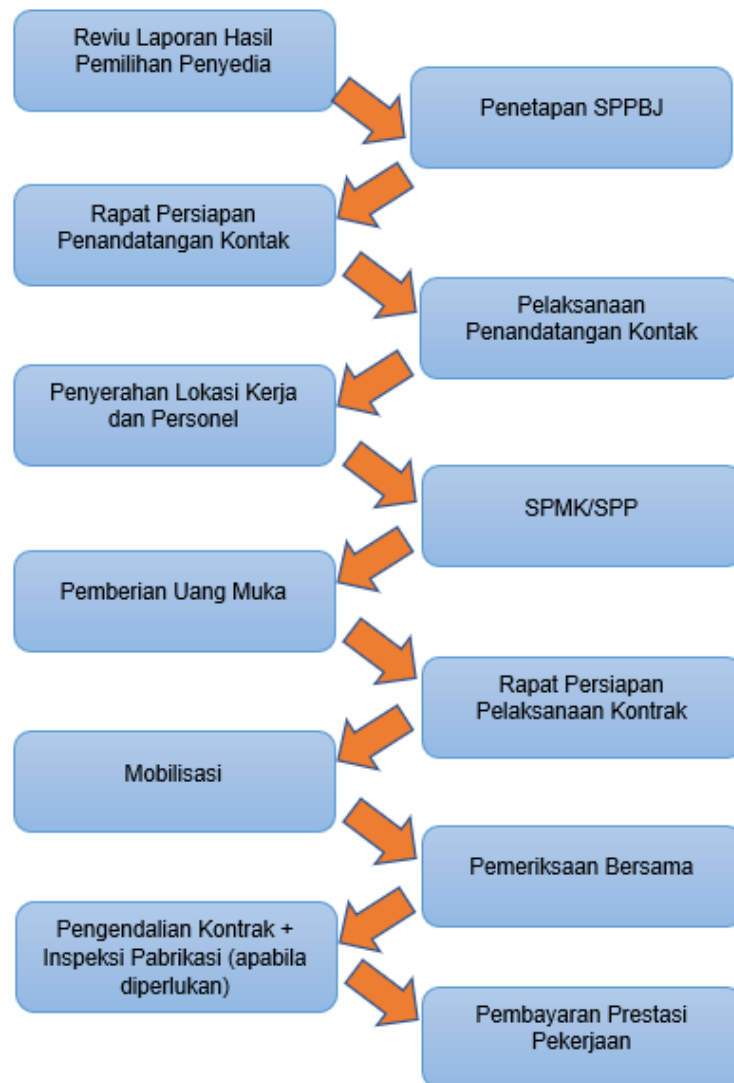 Reviu Laporan Hasil
Pemilihan Penyedia
Penetapan SPPBJ
Rapat Persiapan
Penandatangan Kontak
Pelaksanaan
Penandatangan Kontak
Penyerahan Lokasi Kerja
dan Personel
SPMK/SPP
Pemberian Uang Muka
Rapat Persiapan
Pelaksanaan Kontrak
Mobilisasi
Pemeriksaan Bersama
Pengendalian Kontrak +
Inspeksi Pabrikasi (apabila
diperlukan)
Pembayaran Prestasi
Pekerjaan